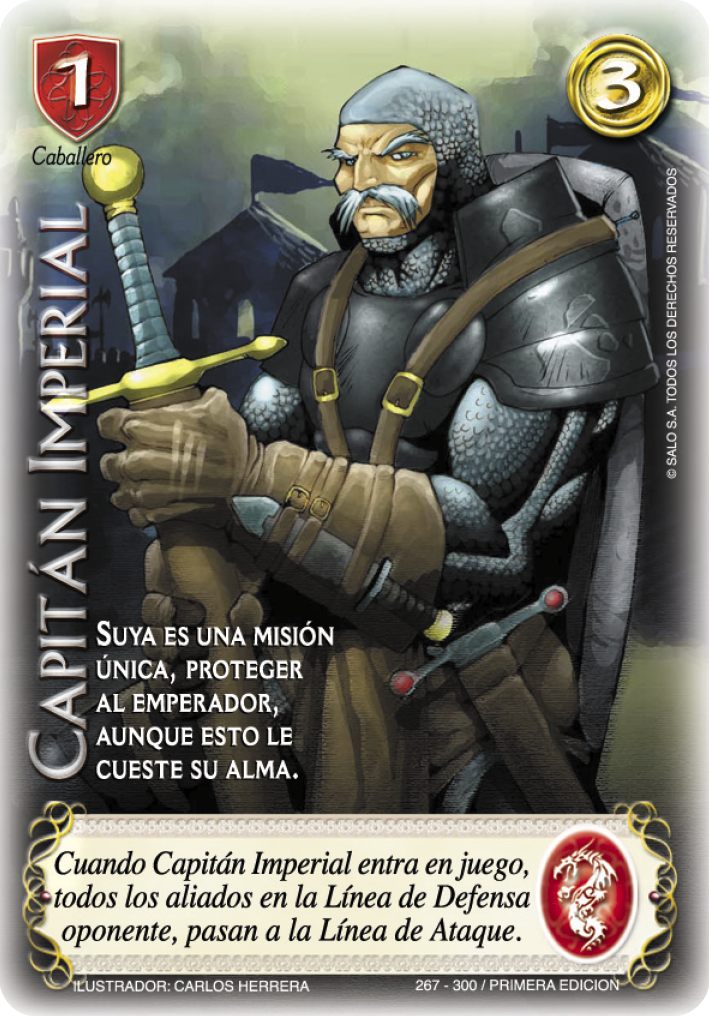 1
3
Caballero
CAPITÁN IMPERIAL
© SALO S.A. TODOS LOS DERECHOS RESERVADOS
SUYA ES UNA MISIÓN
ÚNICA, PROTEGER
AL EMPERADOR,
AUNQUE ESTO LE
CUESTE SU ALMA.
Cuando Capitán Imperial entra en juego,
todos los aliados en la Línea de Defensa
oponente, pasan a la Línea de Ataque.
ILUSTRADOR: CARLOS HERRERA
267 - 300 / PRIMERA EDICION